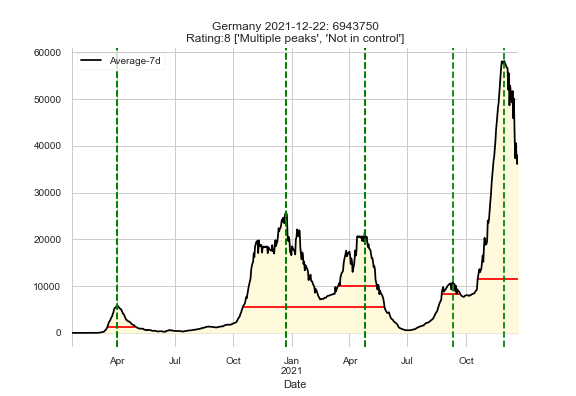 Germany 2021-12-22: 6943750
Rating:8 ['Multiple peaks', 'Not in control']
Average-7d
60000
50000
40000
30000
20000
10000
0
Apr Jul Oct Jan Apr Jul Oct
2021
Date